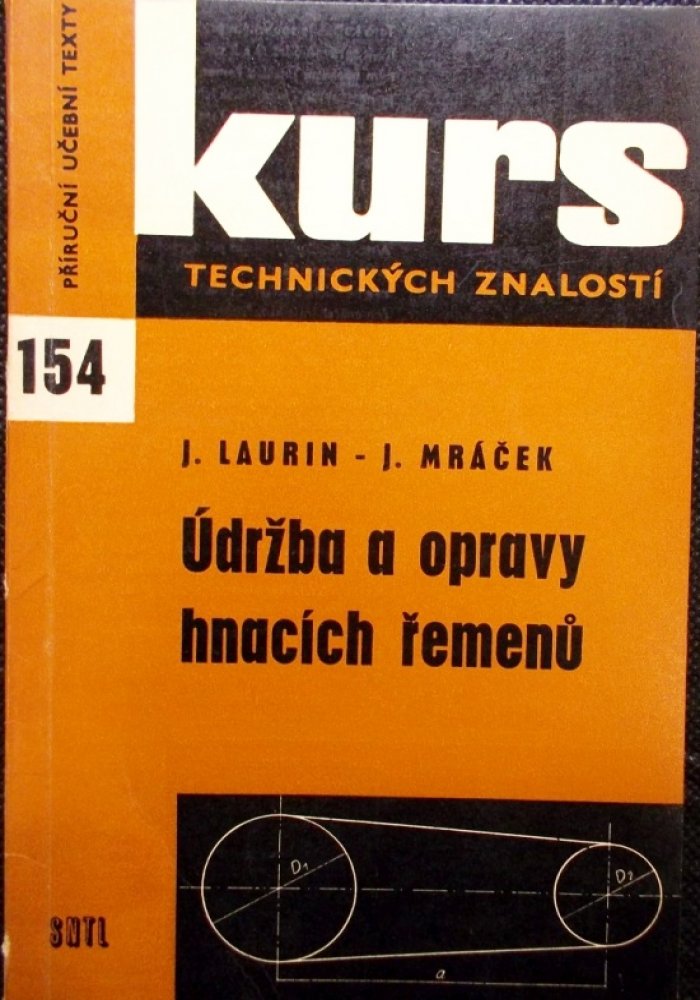 PŘÍRUČNÍ UČEBNÍ TEXTY
kurs
TECHNICKÝCH ZNALOSTÍ
154
J. LAURIN - J. MRÁČEK
Údržba a opravy
hnacích řemenů
D1
D2
a
SNTL